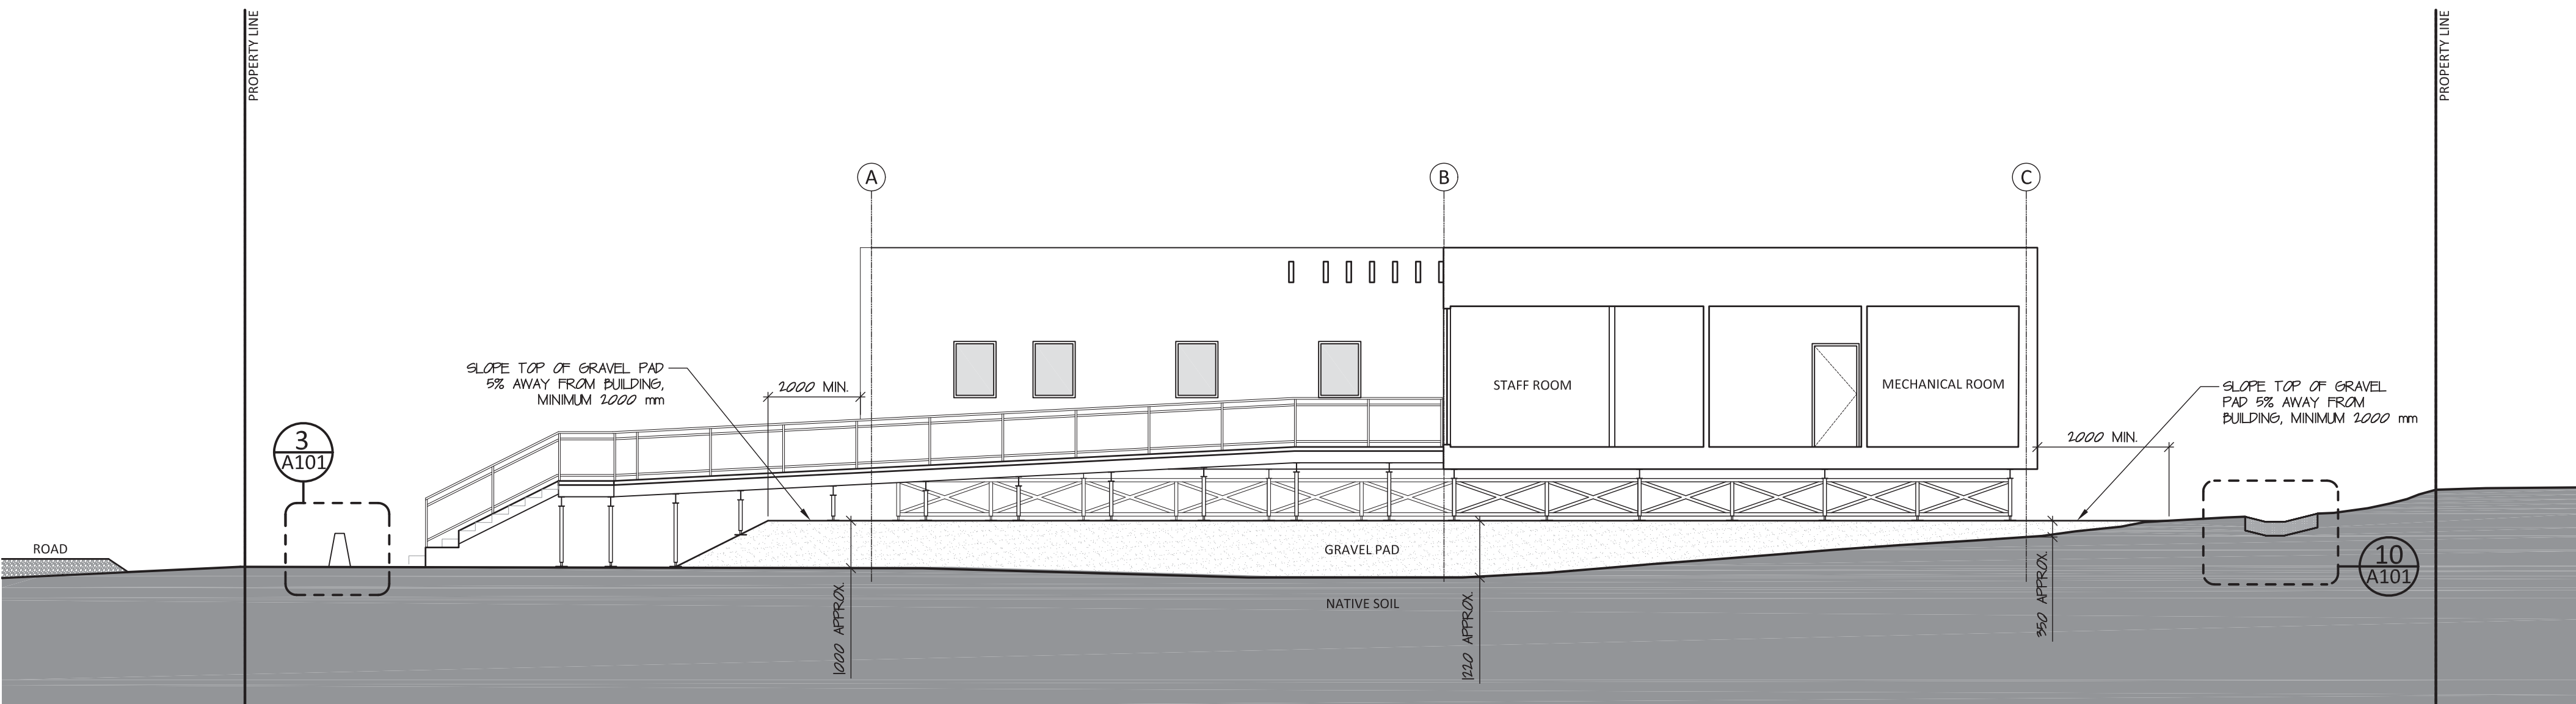 PROPERTY LINE
PROPERTY LINE
A
B
C
SLOPE TOP OF GRAVEL PAD
5% AWAY FROM BUILDING,
MINIMUM 2000 mm
2000 MIN.
STAFF ROOM
MECHANICAL ROOM
SLOPE TOP OF GRAVEL
PAD 5% AWAY FROM
BUILDING, MINIMUM 2000 mm
2000 MIN.
3
A101
ROAD
GRAVEL PAD
10
A101
NATIVE SOIL
1000 APPROX.
1220 APPROX.
350 APPROX.